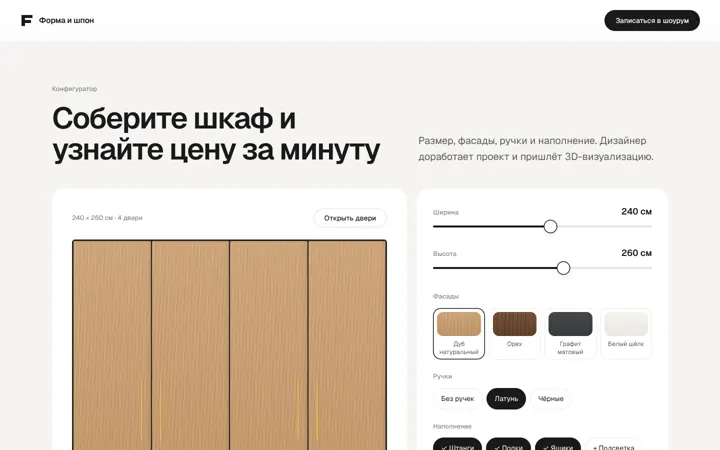 Форма и шпон
Записаться в шоурум
Конфигуратор
Соберите шкаф и
узнайте цену за минуту
Размер, фасады, ручки и наполнение. Дизайнер
доработает проект и пришлёт 3D-визуализацию.
240 × 260 см · 4 двери
Открыть двери
Ширина
240 см
Высота
260 см
Фасады
Дуб
натуральный
Орех
Графит
матовый
Белый шёлк
Ручки
Без ручек
Латунь
Чёрные
Наполнение
✓ Штанги
✓ Полки
✓ Ящики
+ Подсветка